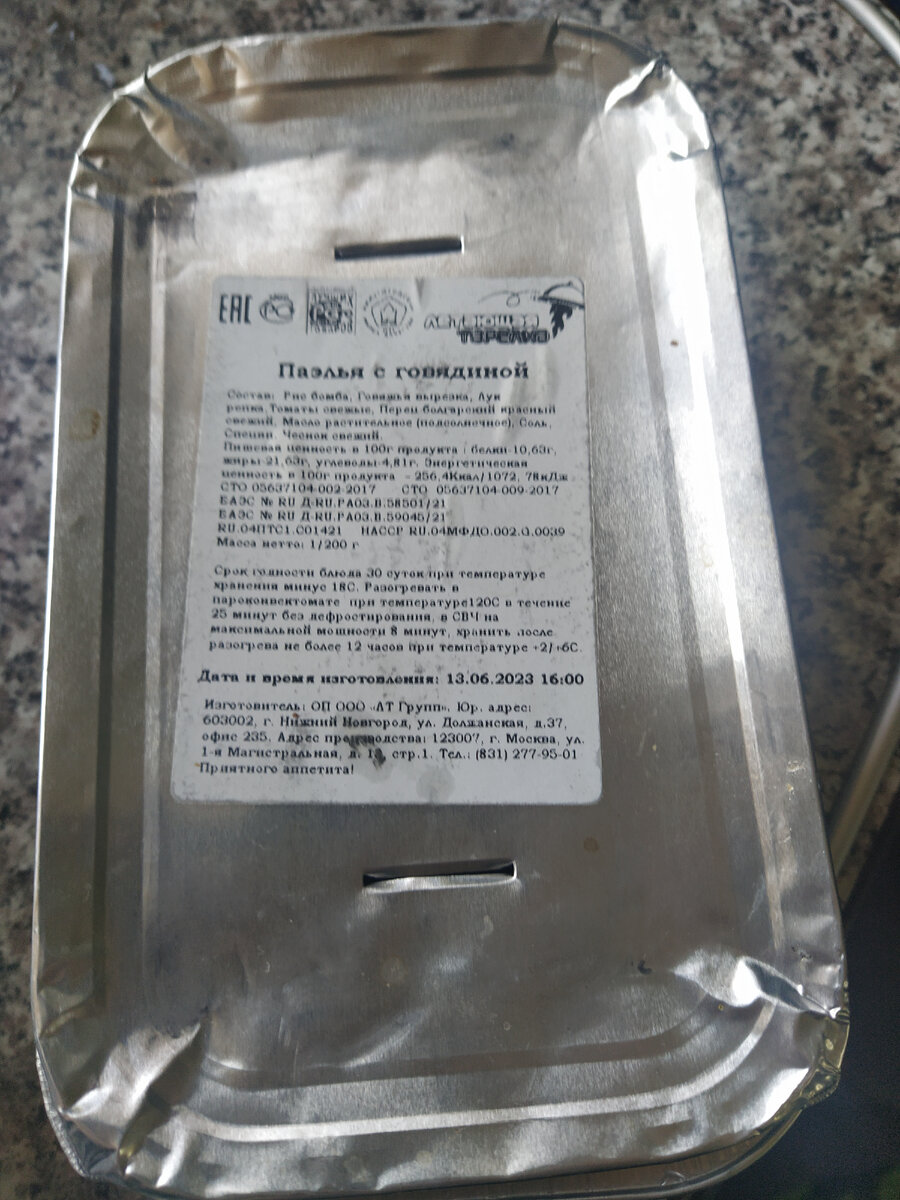 ЕАС
ЛЕТАЮЩАЯ
ТАРЕЛКА
Паэлья с говядиной
Состав: Рис бомба, Говяжья вырезка, Лук
репка,Томаты свежие, Перец болгарский красный
свежий, Масло растительное (подсолнечное), Соль,
Специи, Чеснок свежий.
Пищевая ценность в 100г продукта : белки-10,63г,
жиры-21,63г, углеводы-4,81г. Энергетическая
ценность в 100г продукта - 256,4Ккал/1072, 78кДж
СТО 05637104-002-2017 СТО 05637104-009-2017
ЕАЭС № RU Д-RU.РА03.В.58501/21
ЕАЭС № RU Д-RU.РА03.В.59045/21
RU.04ПТС1.С01421 НАССР RU.04МФДО.002.Q.0039
Масса нетто: 1/200 г
Срок годности блюда 30 суток при температуре
хранения минус 18С. Разогревать в
пароконвектомате при температуре120С в течение
25 минут без дефростирования, в СВЧ на
максимальной мощности 8 минут, хранить после
разогрева не более 12 часов при температуре +2/+6С.
Дата и время изготовления: 13.06.2023 16:00
Изготовитель: ОП ООО «ЛТ Групп». Юр. адрес:
603002, г. Нижний Новгород, ул. Должанская, д.37,
офис 235. Адрес производства: 123007, г. Москва, ул.
1-я Магистральная, д. стр.1. Тел.: (831) 277-95-01
Приятного аппетита!